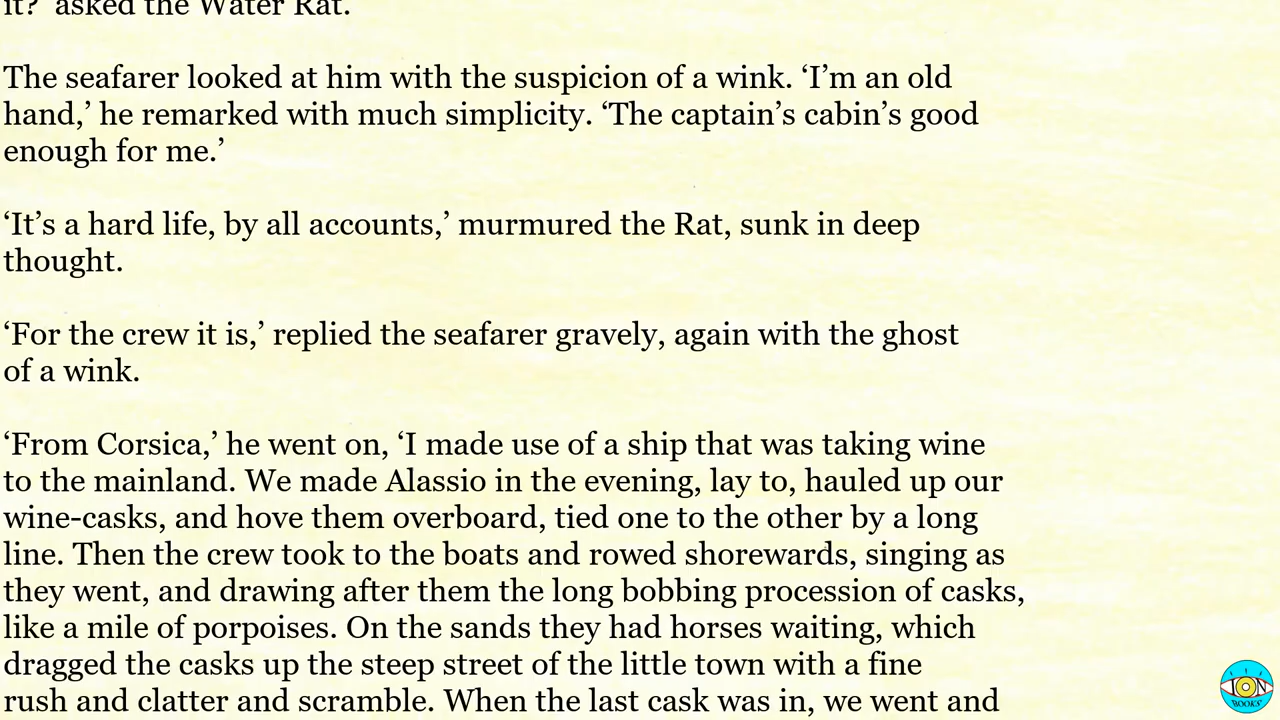 it?’ asked the Water Rat.
The seafarer looked at him with the suspicion of a wink. ‘I’m an old
hand,’ he remarked with much simplicity. ‘The captain’s cabin’s good
enough for me.’
‘It’s a hard life, by all accounts,’ murmured the Rat, sunk in deep
thought.
‘For the crew it is,’ replied the seafarer gravely, again with the ghost
of a wink.
‘From Corsica,’ he went on, ‘I made use of a ship that was taking wine
to the mainland. We made Alassio in the evening, lay to, hauled up our
wine-casks, and hove them overboard, tied one to the other by a long
line. Then the crew took to the boats and rowed shorewards, singing as
they went, and drawing after them the long bobbing procession of casks,
like a mile of porpoises. On the sands they had horses waiting, which
dragged the casks up the steep street of the little town with a fine
rush and clatter and scramble. When the last cask was in, we went and
ION
BOOKS